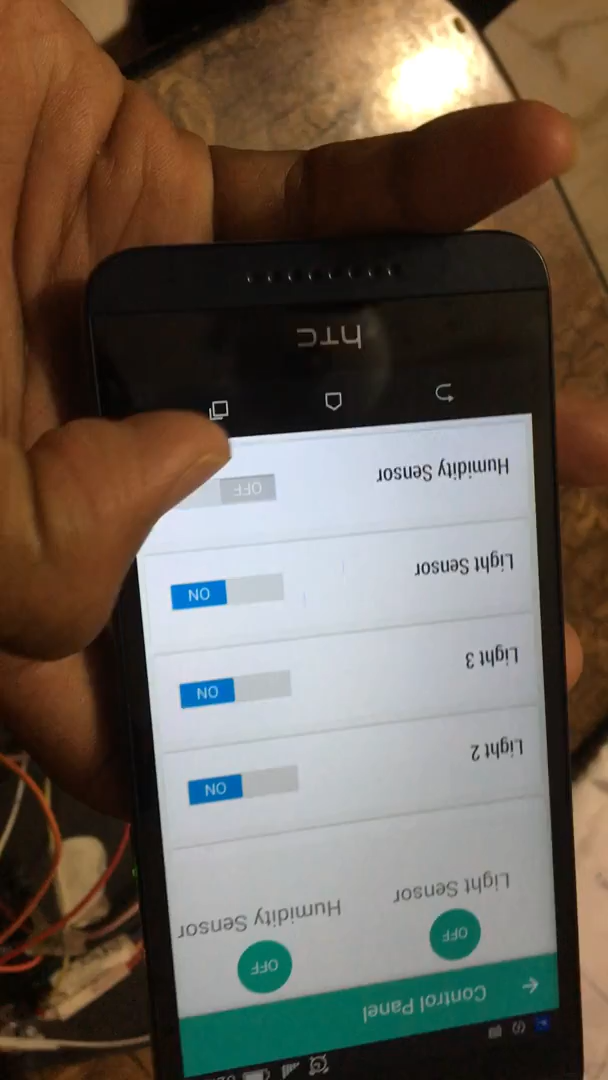 Control Panel
OFF OFF
Light Sensor Humidity Sensor
Light 2 ON
Light 3 ON
Light Sensor ON
Humidity Sensor OFF
hTC